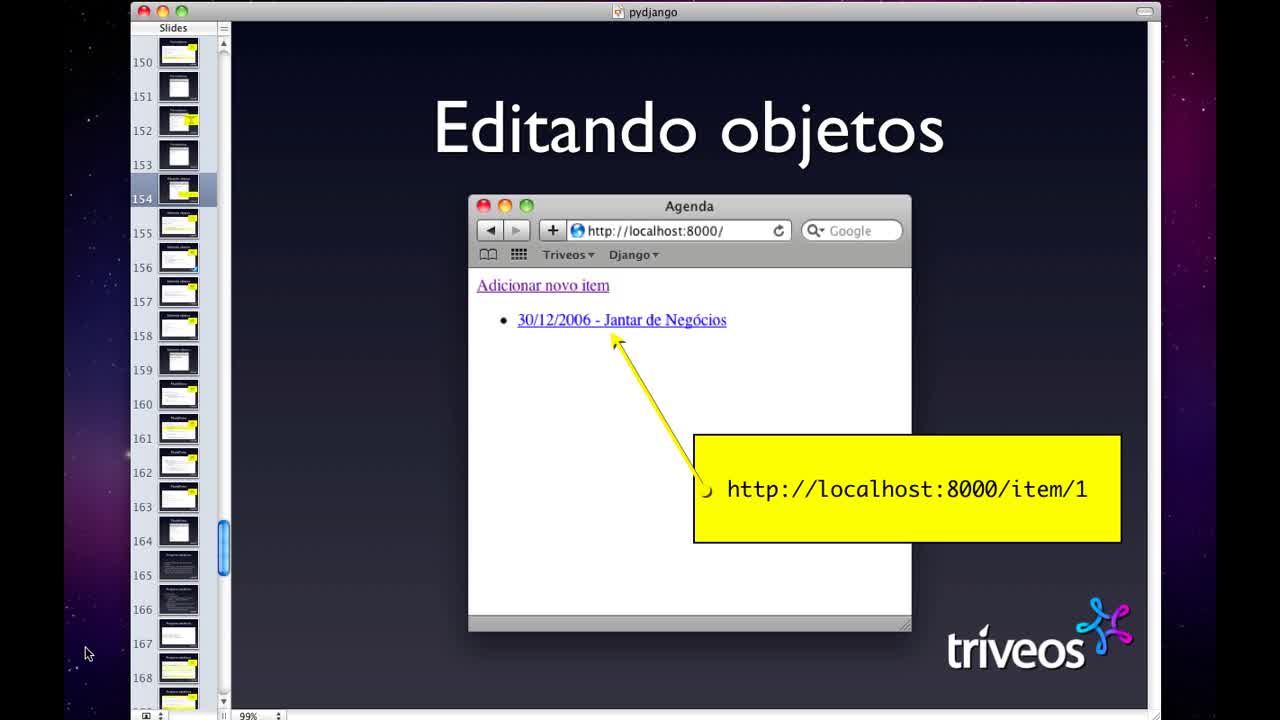 pydjango
Slides
150
151
152
153
154
155
156
157
158
159
160
161
162
163
164
165
166
167
168
Editando objetos
Agenda
http://localhost:8000/
Google
Triveos
Django
Adicionar novo item
30/12/2006 - Jantar de Negócios
http://localhost:8000/item/1
triveos
99%